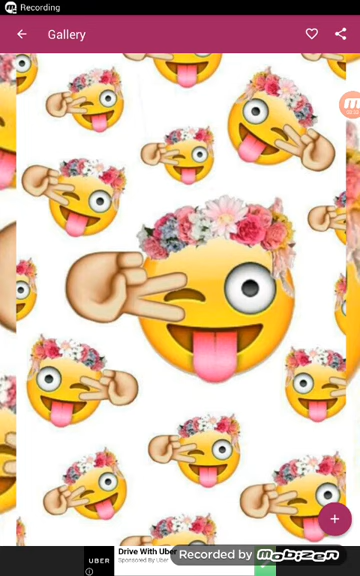 Recording
Gallery
UBER
Drive With Uber
Sponsored By Uber
Recorded by
mobizen